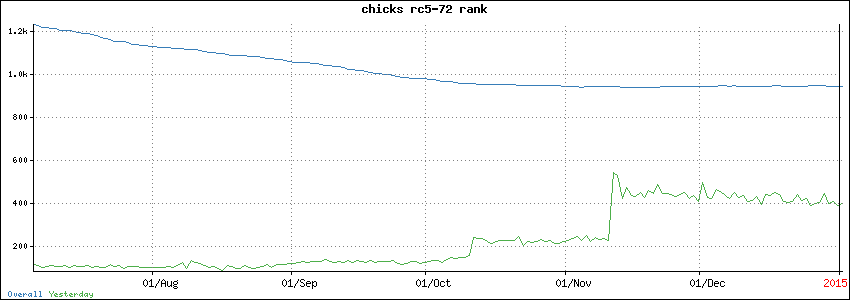 chicks rc5-72 rank
1.2k
1.0k
800
600
400
200
01/Aug 01/Sep 01/Oct 01/Nov 01/Dec 2015
Overall Yesterday